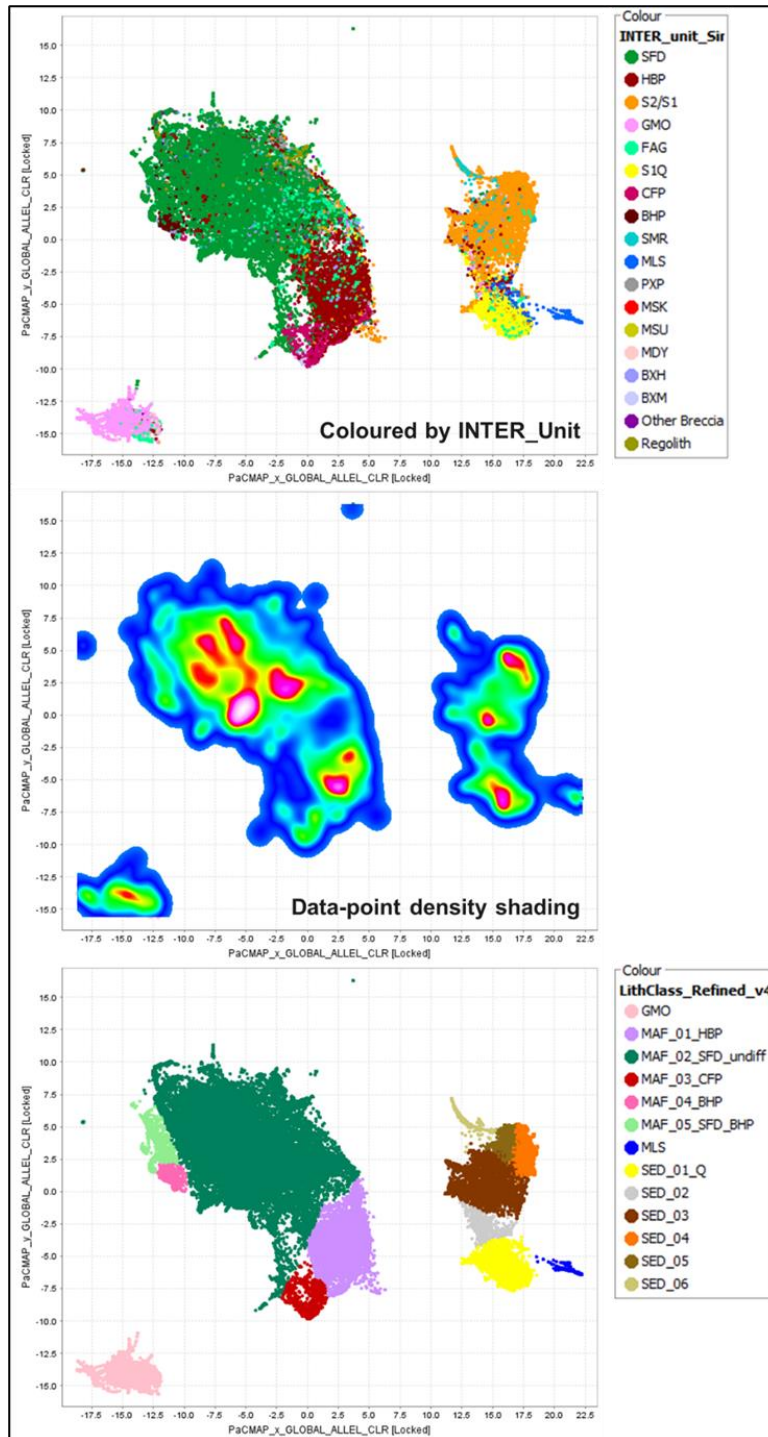 Colour
INTER_unit_Sir
SFD
HBP
S2/S1
GMO
FAG
S1Q
CFP
BHP
SMR
MLS
PXP
MSK
MSU
MDY
BXH
BXM
Other Breccia
Regolith
15.0
12.5
10.0
7.5
5.0
2.5
0.0
-2.5
-5.0
-7.5
-10.0
-12.5
-15.0
PaCMAP_y_GLOBAL_ALLEL_CLR [Locked]
Coloured by INTER_Unit
-17.5 -15.0 -12.5 -10.0 -7.5 -5.0 -2.5 0.0 2.5 5.0 7.5 10.0 12.5 15.0 17.5 20.0 22.5
PaCMAP_x_GLOBAL_ALLEL_CLR [Locked]
15.0
12.5
10.0
7.5
5.0
2.5
0.0
-2.5
-5.0
-7.5
-10.0
-12.5
-15.0
PaCMAP_y_GLOBAL_ALLEL_CLR [Locked]
Data-point density shading
-17.5 -15.0 -12.5 -10.0 -7.5 -5.0 -2.5 0.0 2.5 5.0 7.5 10.0 12.5 15.0 17.5 20.0 22.5
PaCMAP_x_GLOBAL_ALLEL_CLR [Locked]
Colour
LithClass_Refined_v4
GMO
MAF_01_HBP
MAF_02_SFD_undiff
MAF_03_CFP
MAF_04_BHP
MAF_05_SFD_BHP
MLS
SED_01_Q
SED_02
SED_03
SED_04
SED_05
SED_06
15.0
12.5
10.0
7.5
5.0
2.5
0.0
-2.5
-5.0
-7.5
-10.0
-12.5
-15.0
PaCMAP_y_GLOBAL_ALLEL_CLR [Locked]
-17.5 -15.0 -12.5 -10.0 -7.5 -5.0 -2.5 0.0 2.5 5.0 7.5 10.0 12.5 15.0 17.5 20.0 22.5
PaCMAP_x_GLOBAL_ALLEL_CLR [Locked]